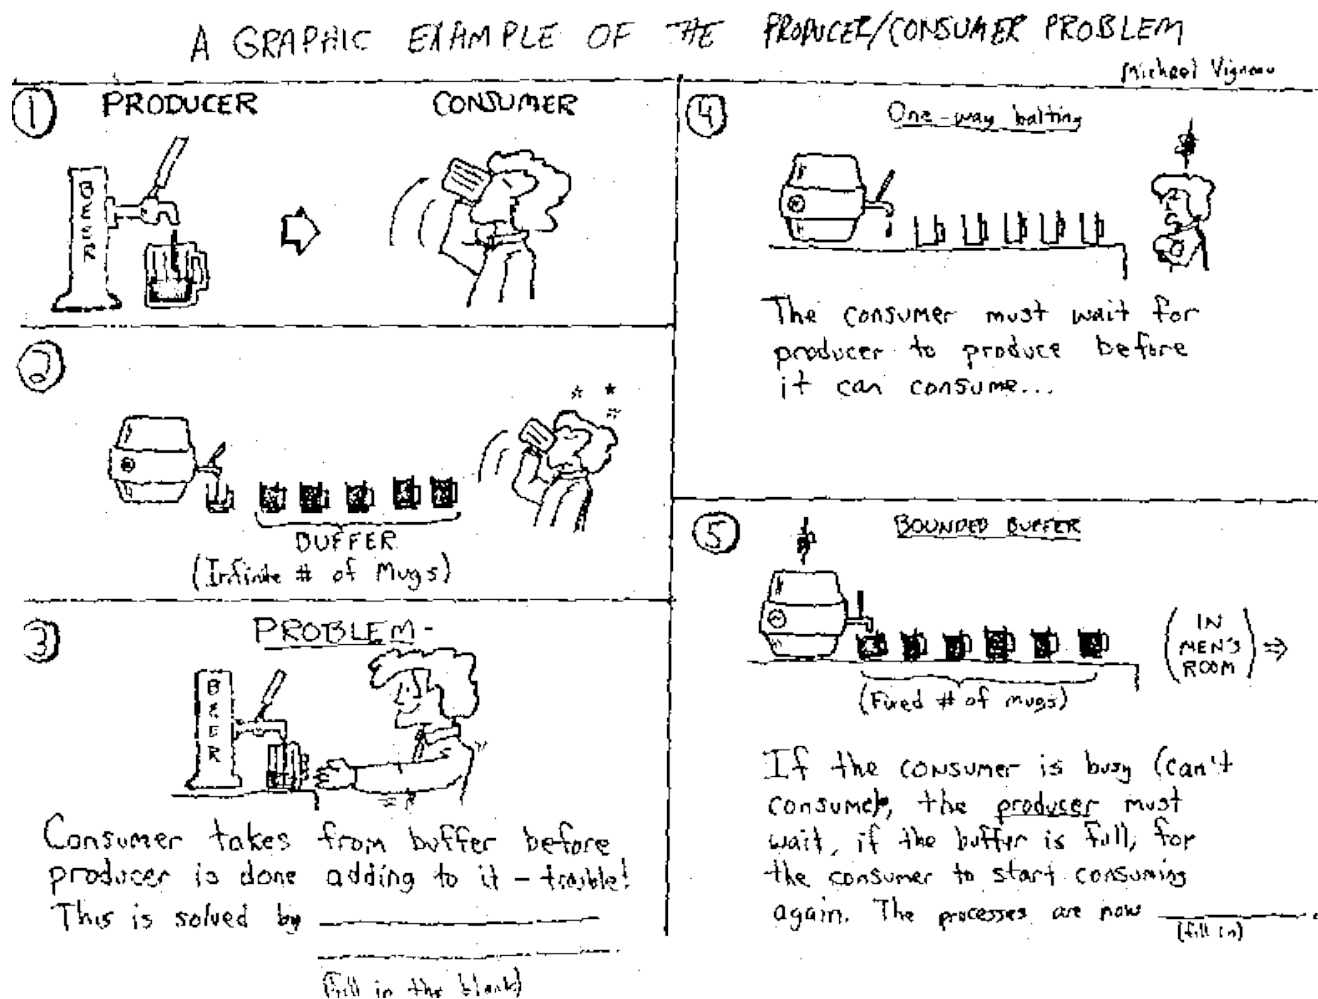 A GRAPHIC EXAMPLE OF THE PRODUCER/CONSUMER PROBLEM
Michael Vigneau
1
PRODUCER
CONSUMER
BEER
2
BUFFER
(Infinite # of Mugs)
3
PROBLEM-
BEER
Consumer takes from buffer before
producer is done adding to it - trouble!
This is solved by
(fill in the blank)
4
One-way halting
The consumer must wait for
producer to produce before
it can consume...
5
BOUNDED BUFFER
(Fixed # of mugs)
(IN
MEN'S
ROOM)
If the consumer is busy (can't
consume), the producer must
wait, if the buffer is full, for
the consumer to start consuming
again. The processes are now
(fill in)